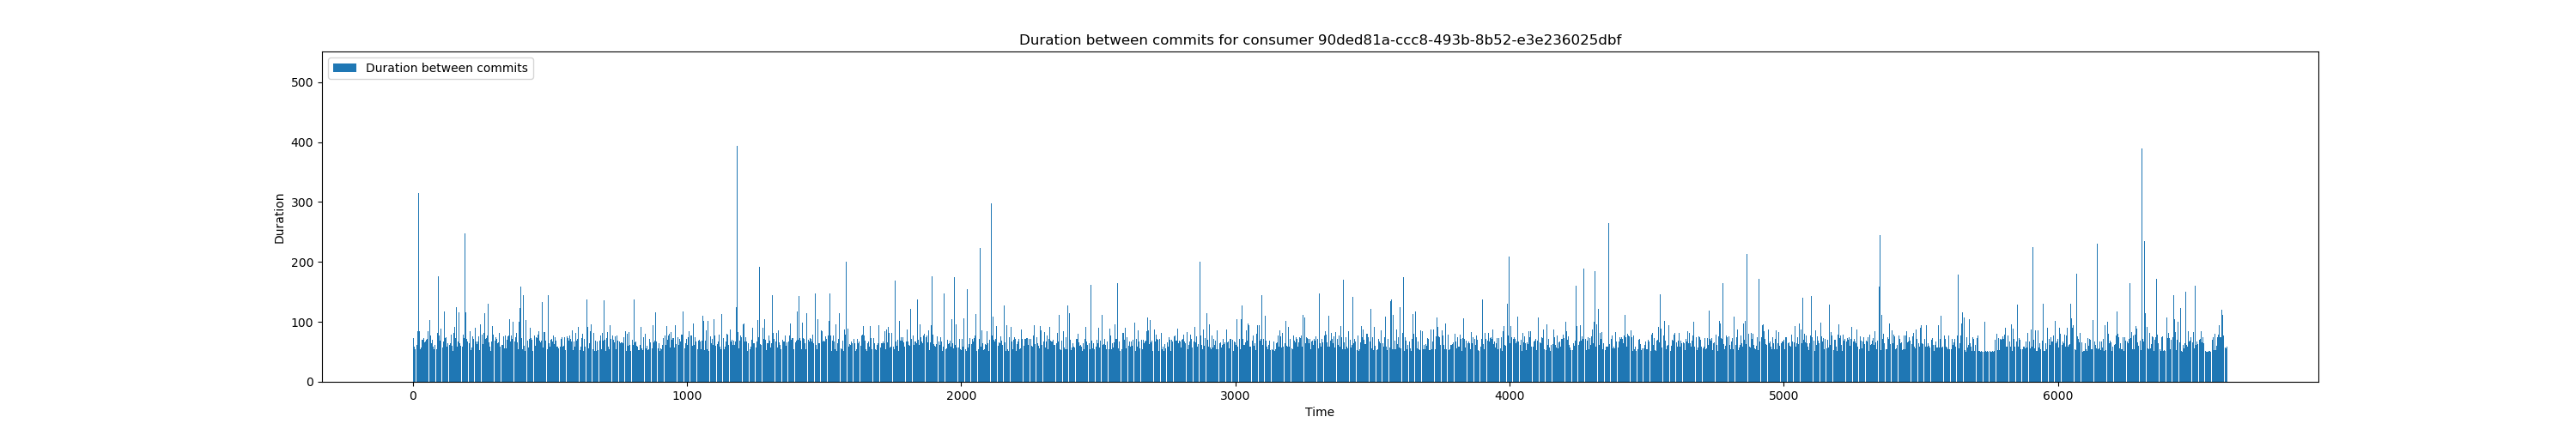 Duration between commits for consumer 90ded81a-ccc8-493b-8b52-e3e236025dbf
Duration between commits
500
400
300
200
100
0
Duration
0 1000 2000 3000 4000 5000 6000
Time